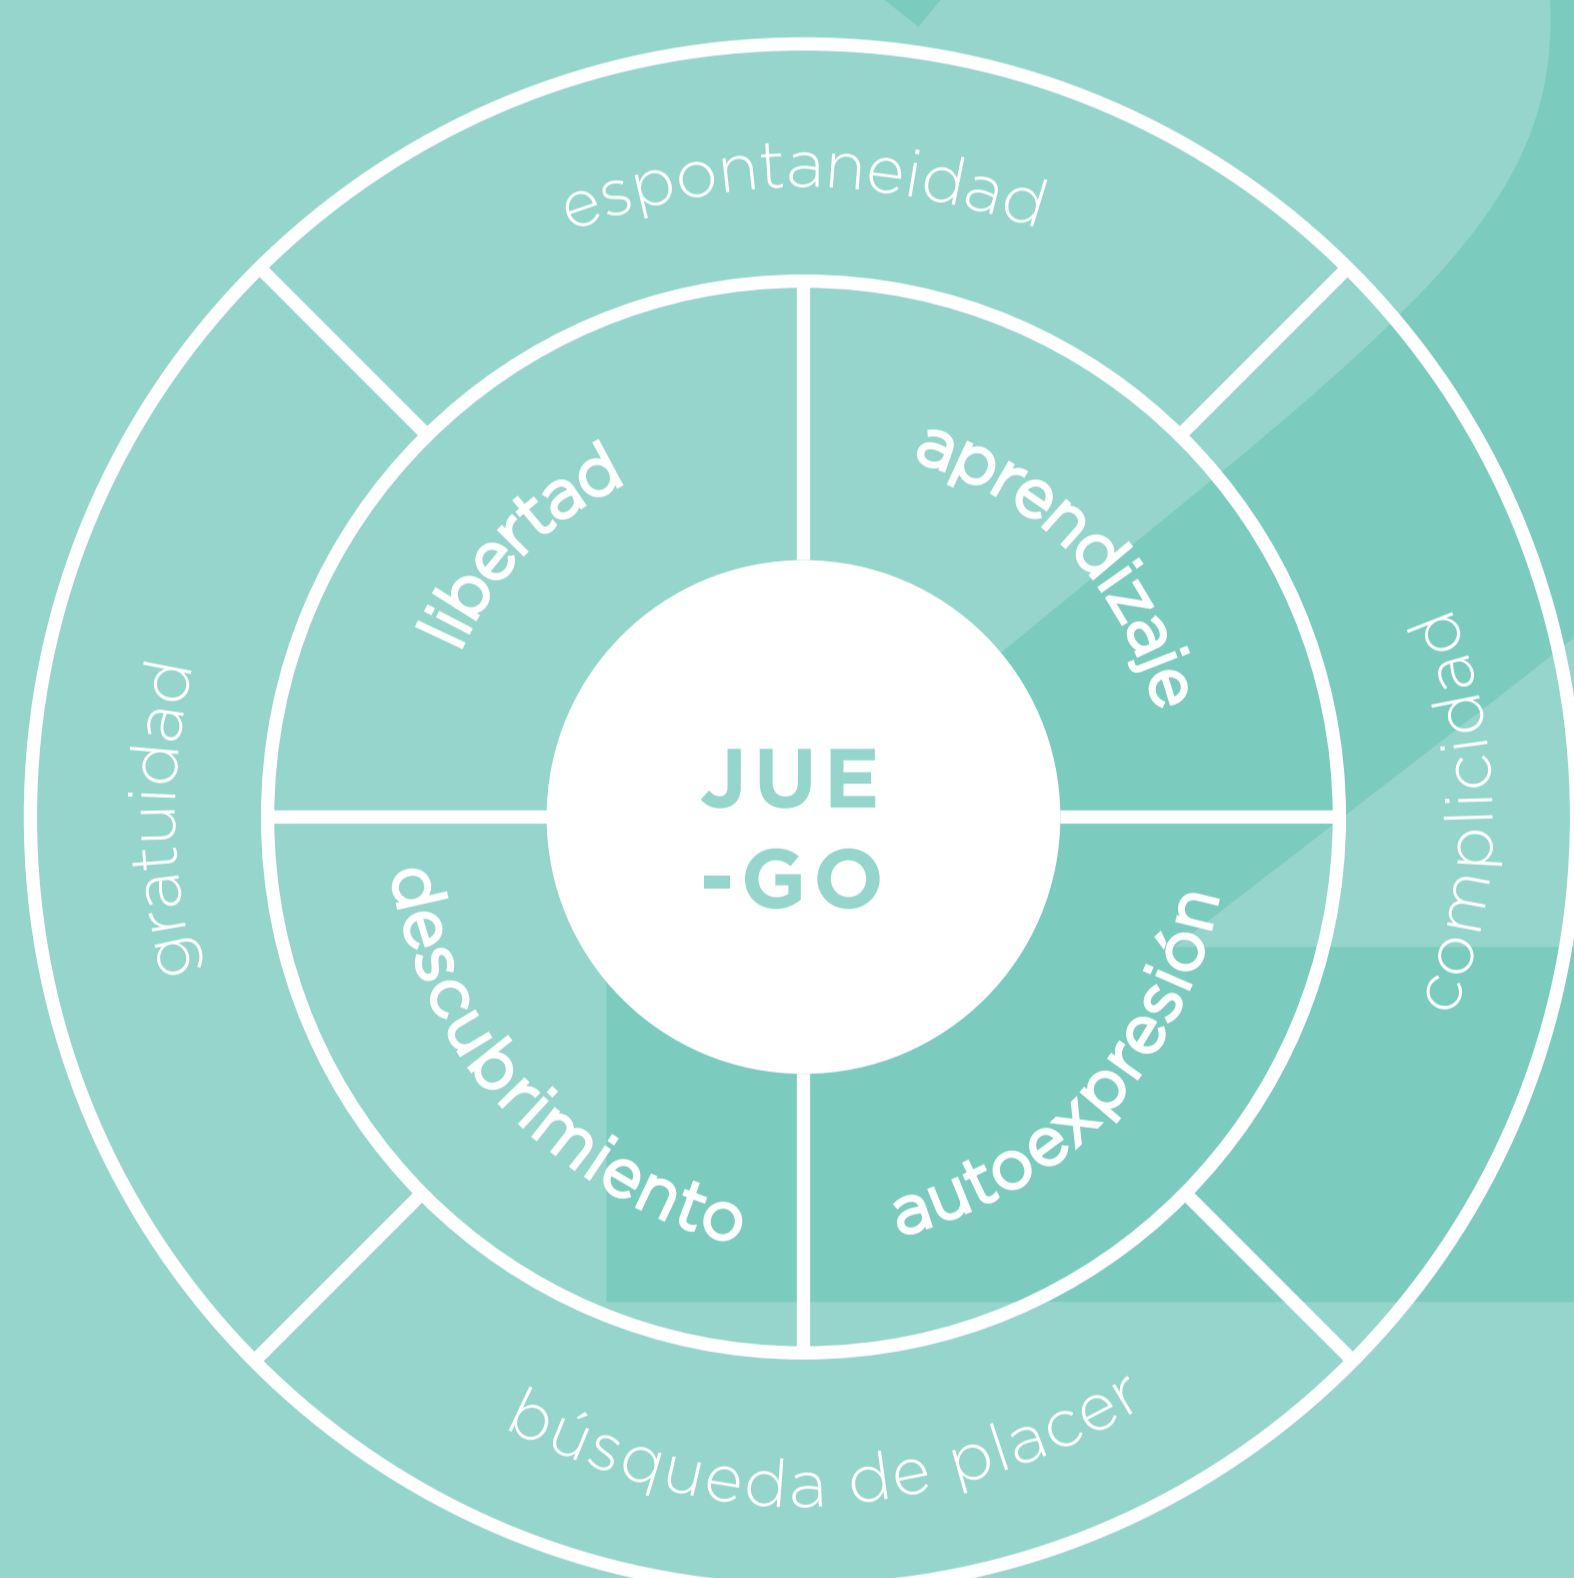 espontaneidad
libertad
aprendizaje
gratuidad
JUE
-GO
complicidad
descubrimiento
autoexpresión
búsqueda de placer